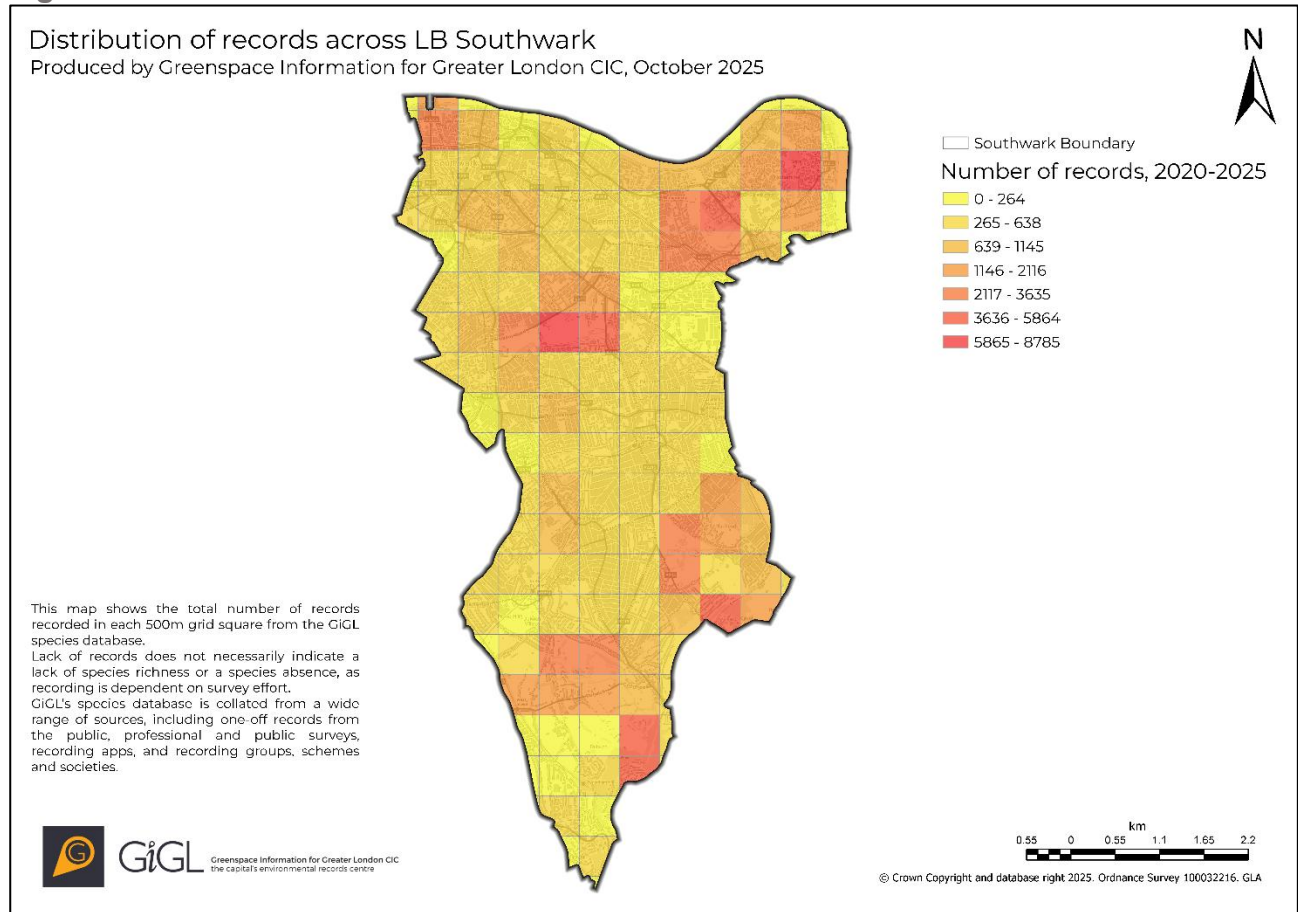 Distribution of records across LB Southwark
Produced by Greenspace Information for Greater London CIC, October 2025
N
Southwark Boundary
Number of records, 2020-2025
0 - 264
265 - 638
639 - 1145
1146 - 2116
2117 - 3635
3636 - 5864
5865 - 8785
This map shows the total number of records
recorded in each 500m grid square from the GiGL
species database.
Lack of records does not necessarily indicate a
lack of species richness or a species absence, as
recording is dependent on survey effort.
GiGL's species database is collated from a wide
range of sources, including one-off records from
the public, professional and public surveys,
recording apps, and recording groups, schemes
and societies.
G
GiGL
Greenspace Information for Greater London CIC
the capital's environmental records centre
km
0.55 0 0.55 1.1 1.65 2.2
© Crown Copyright and database right 2025. Ordnance Survey 100032216. GLA